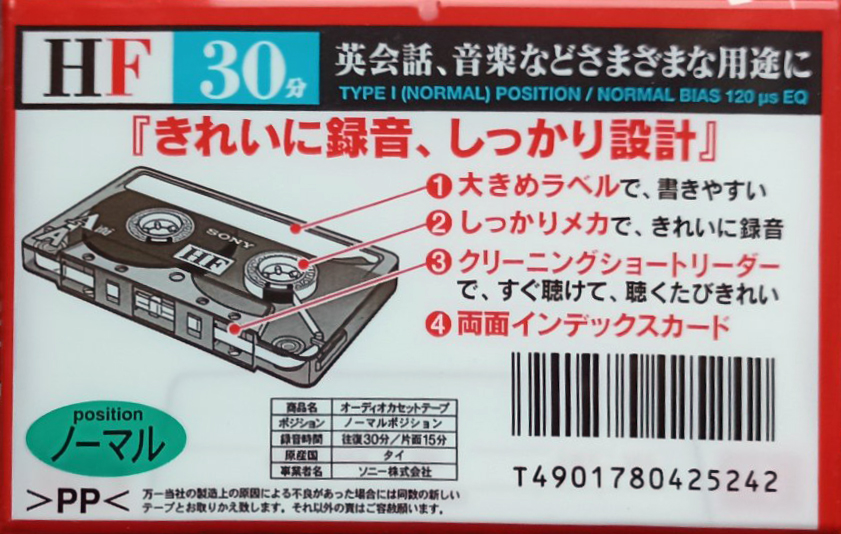 HF 30分 英会話、音楽などさまざまな用途に
TYPE I (NORMAL) POSITION / NORMAL BIAS 120 μs EQ
『きれいに録音、しっかり設計』
❶大きめラベルで、書きやすい
❷しっかりメカで、きれいに録音
❸クリーニングショートリーダー
で、すぐ聴けて、聴くたびきれい
❹両面インデックスカード
A
A
SONY
HF
position
ノーマル
商品名 オーディオカセットテープ
ポジション ノーマルポジション
録音時間 往復30分/片面15分
原産国 タイ
事業者名 ソニー株式会社
T4901780425242
>PP<
万一当社の製造上の原因による不良があった場合には同数の新しい
テープとお取りかえ致します。それ以外の責はご容赦願います。